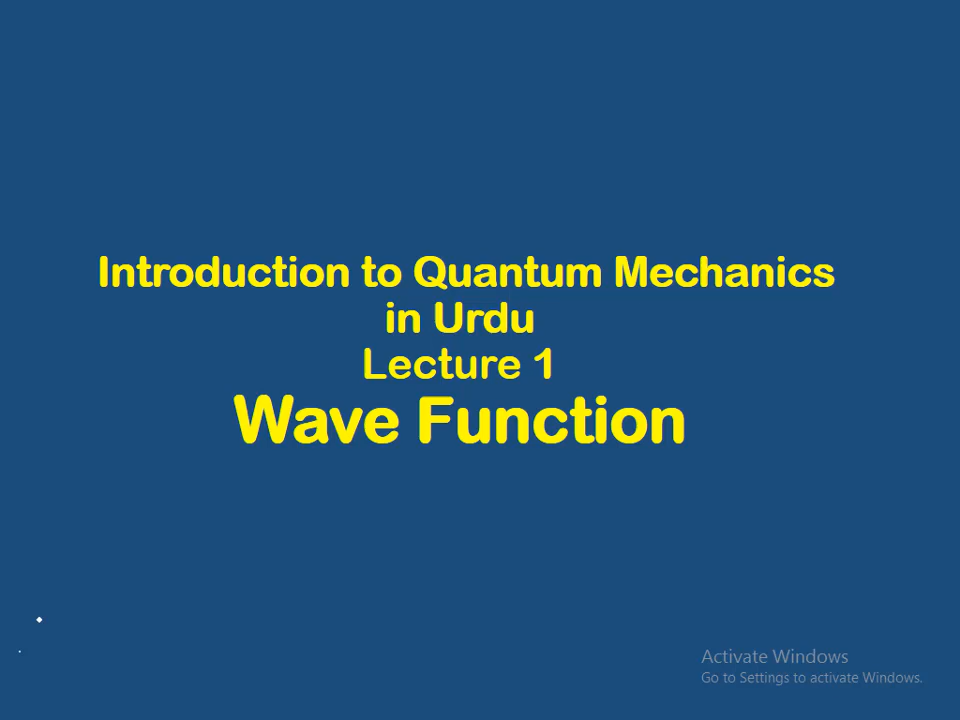 Introduction to Quantum Mechanics
in Urdu
Lecture 1
Wave Function
Activate Windows
Go to Settings to activate Windows.